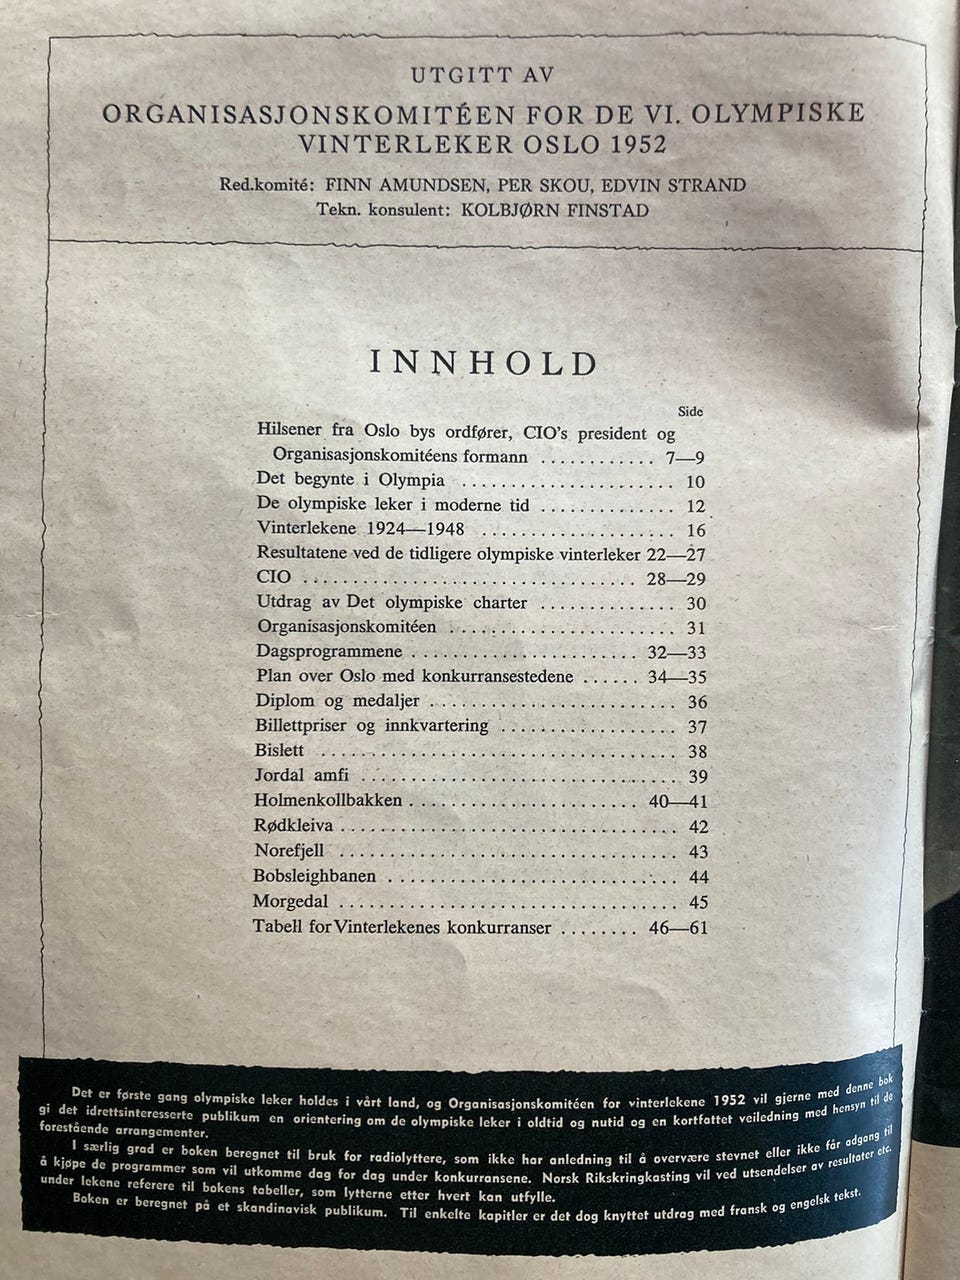 UTGITT AV
ORGANISASJONSKOMITÉEN FOR DE VI. OLYMPISKE
VINTERLEKER OSLO 1952
Red.komité: FINN AMUNDSEN, PER SKOU, EDVIN STRAND
Tekn. konsulent: KOLBJØRN FINSTAD
INNHOLD
Side
Hilsener fra Oslo bys ordfører, CIO's president og
Organisasjonskomitéens formann ............ 7—9
Det begynte i Olympia ....................... 10
De olympiske leker i moderne tid ............... 12
Vinterlekene 1924—1948 ..................... 16
Resultatene ved de tidligere olympiske vinterleker 22—27
CIO .................................... 28—29
Utdrag av Det olympiske charter ............... 30
Organisasjonskomitéen ........................ 31
Dagsprogrammene ........................ 32—33
Plan over Oslo med konkurransestedene ...... 34—35
Diplom og medaljer .......................... 36
Billettpriser og innkvartering ................... 37
Bislett ....................................... 38
Jordal amfi ................................... 39
Holmenkollbakken ........................ 40—41
Rødkleiva .................................... 42
Norefjell ..................................... 43
Bobsleighbanen ............................... 44
Morgedal ..................................... 45
Tabell for Vinterlekenes konkurranser ........ 46—61
Det er første gang olympiske leker holdes i vårt land, og Organisasjonskomitéen for vinterlekene 1952 vil gjerne med denne bok
gi det idrettsinteresserte publikum en orientering om de olympiske leker i oldtid og nutid og en kortfattet veiledning med hensyn til de
forestående arrangementer.
I særlig grad er boken beregnet til bruk for radiolyttere, som ikke har anledning til å overvære stevnet eller ikke får adgang til
å kjøpe de programmer som vil utkomme dag for dag under konkurransene. Norsk Rikskringkasting vil ved utsendelser av resultater etc.
under lekene referere til bokens tabeller, som lytterne etter hvert kan utfylle.
Boken er beregnet på et skandinavisk publikum. Til enkelte kapitler er det dog knyttet utdrag med fransk og engelsk tekst.